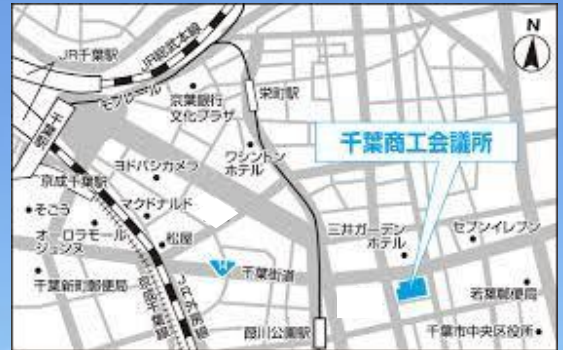 JR千葉駅
JR総武本線
N
モノレール
京葉銀行
文化プラザ
栄町駅
千葉駅
ワシントン
ホテル
千葉商工会議所
ヨドバシカメラ
京成千葉駅
マクドナルド
そごう
オーロラモール
ジュンヌ
松屋
三井ガーデン
ホテル
セブンイレブン
千葉街道
千葉新町郵便局
若葉郵便局
葭川公園駅
千葉市中央区役所